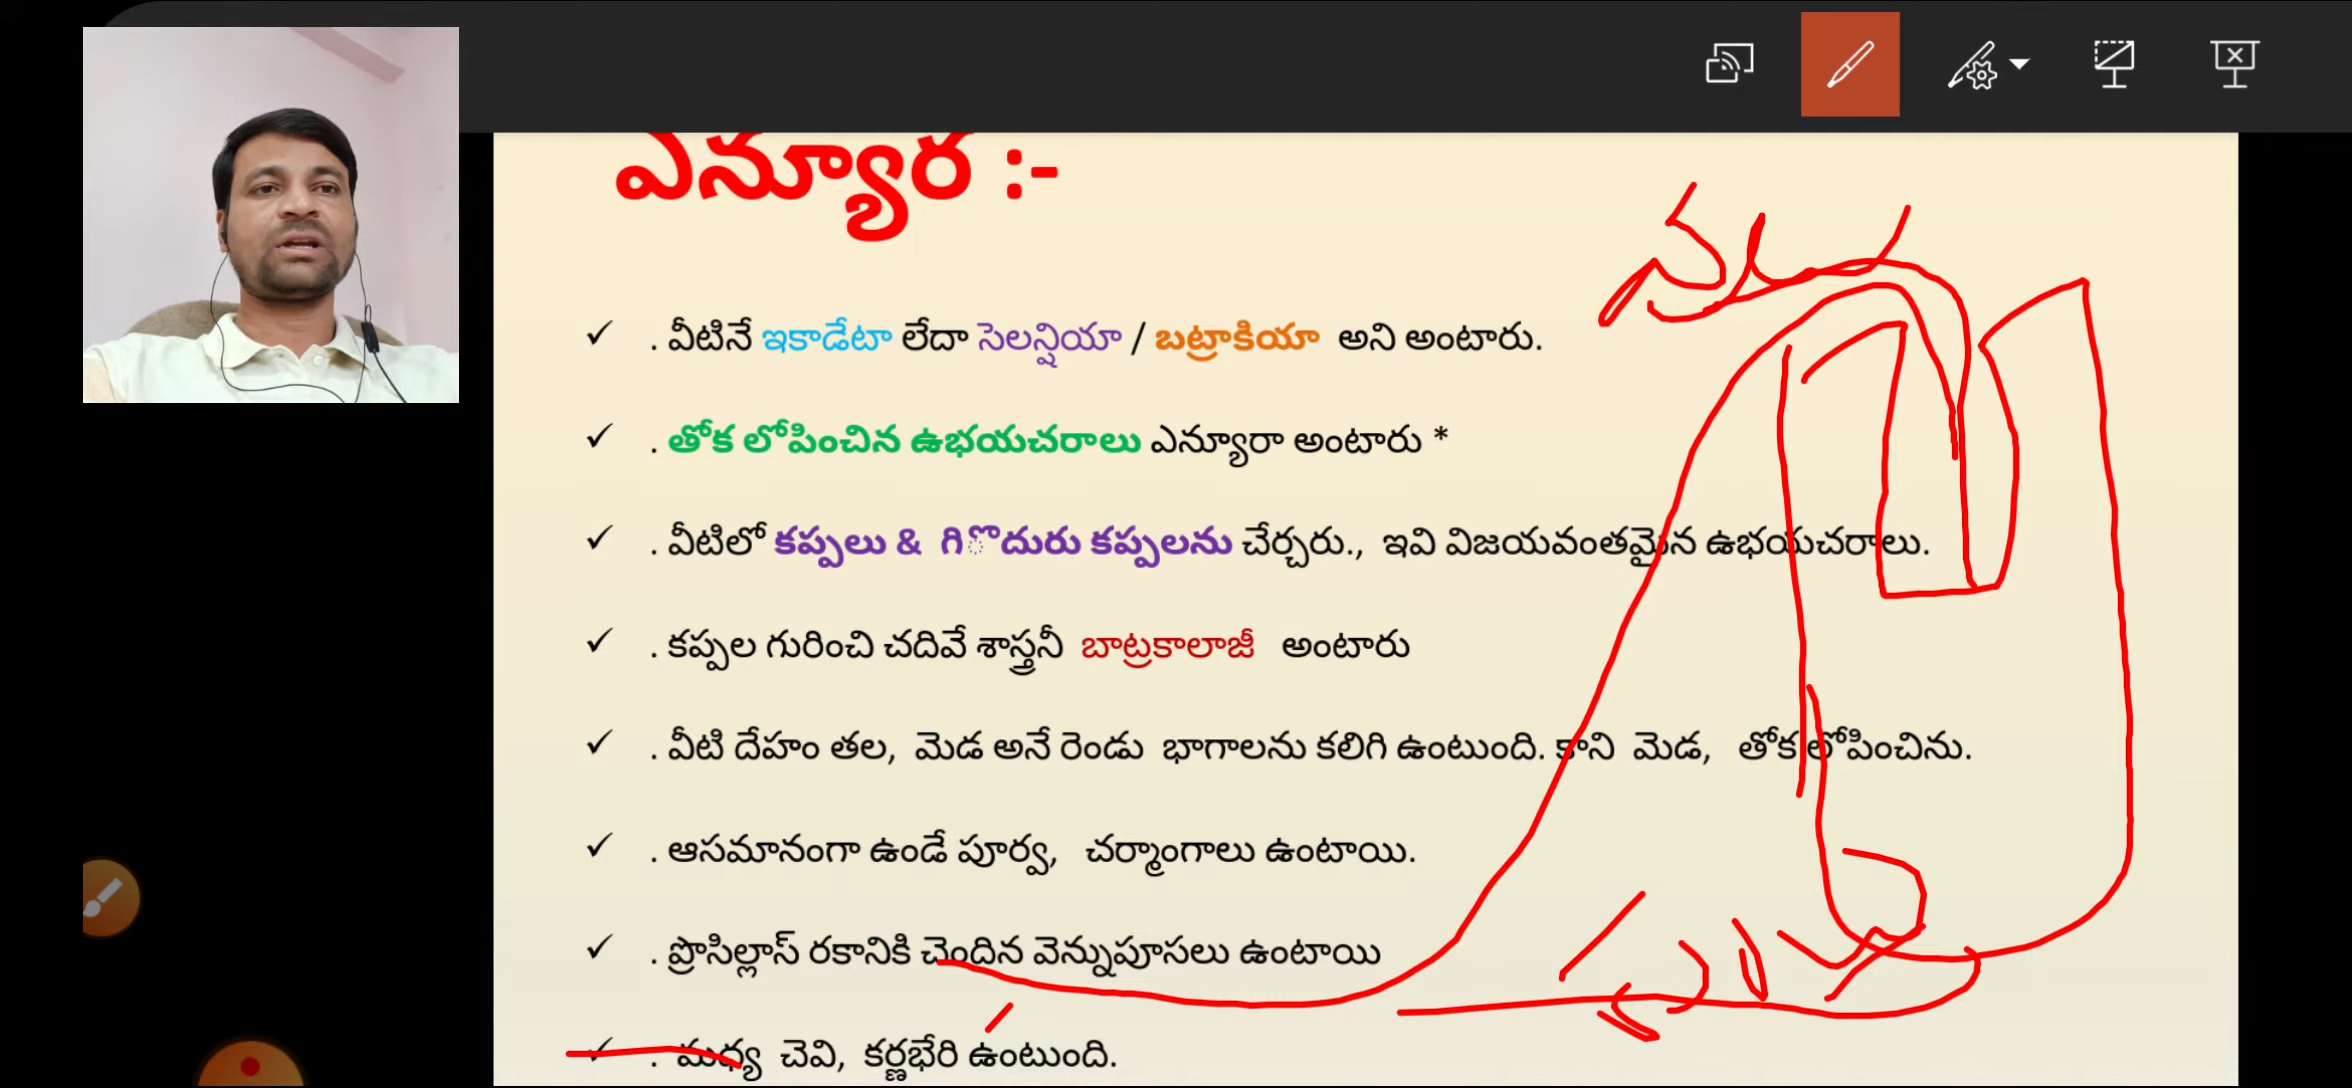 ఎన్యూర :-
✓ . వీటినే ఇకాడేటా లేదా సెలన్షియా / బట్రాకియా అని అంటారు.
✓ . తోక లోపించిన ఉభయచరాలు ఎన్యూరా అంటారు *
✓ . వీటిలో కప్పలు & గిొదురు కప్పలను చేర్చరు., ఇవి విజయవంతమైన ఉభయచరాలు.
✓ . కప్పల గురించి చదివే శాస్త్రనీ బాట్రకాలాజీ అంటారు
✓ . వీటి దేహం తల, మెడ అనే రెండు భాగాలను కలిగి ఉంటుంది. కాని మెడ, తోక లోపించిను.
✓ . ఆసమానంగా ఉండే పూర్వ, చర్మాంగాలు ఉంటాయి.
✓ . ప్రొసిల్లాస్ రకానికి చెందిన వెన్నుపూసలు ఉంటాయి
✓ . మధ్య చెవి, కర్ణభేరి ఉంటుంది.